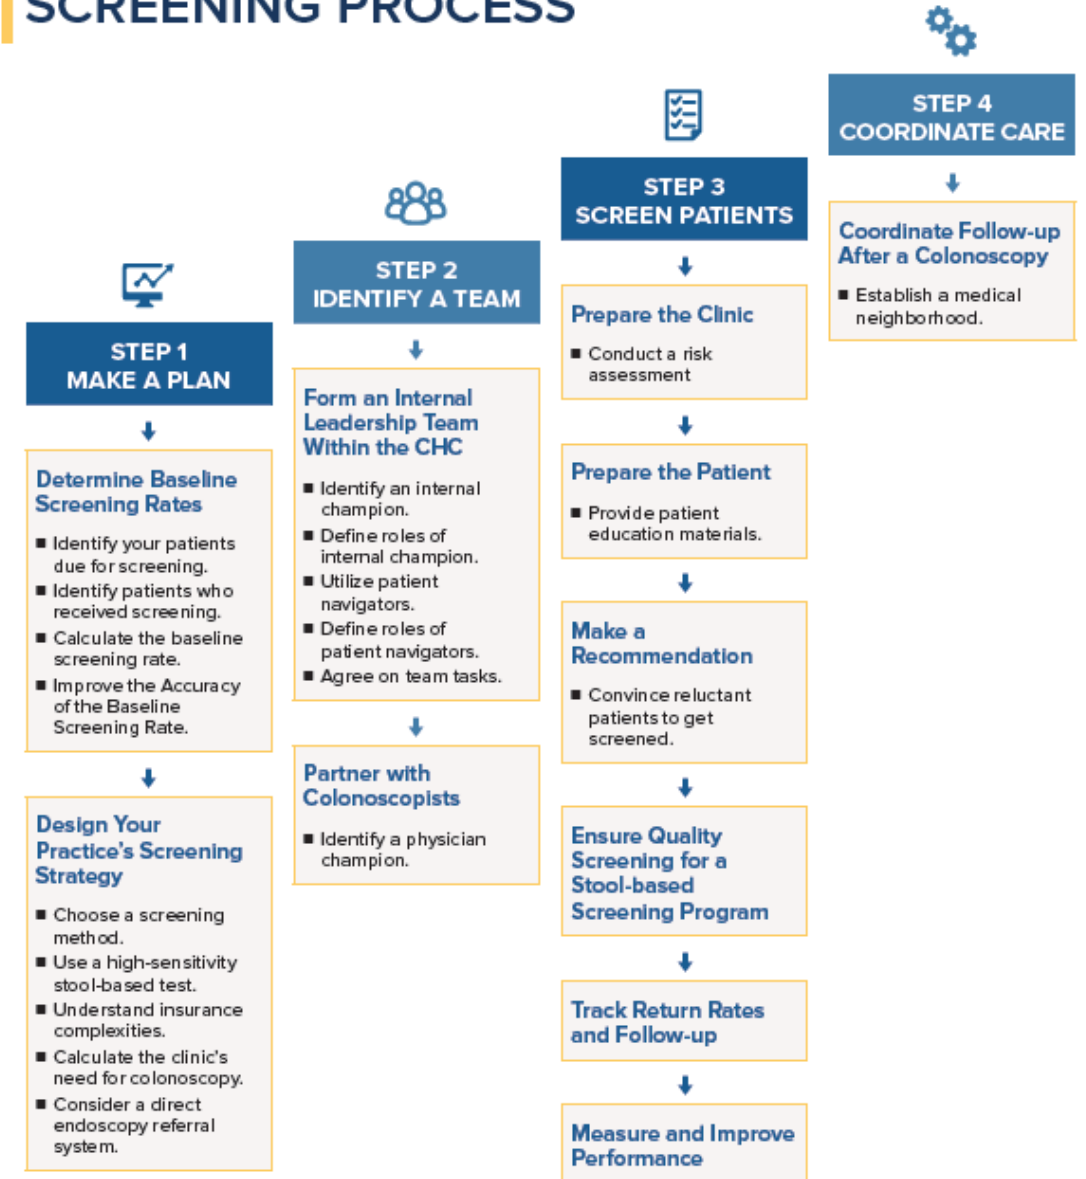 SCREENING PROCESS
STEP 1
MAKE A PLAN
Determine Baseline
Screening Rates
■ Identify your patients
due for screening.
■ Identify patients who
received screening.
■ Calculate the baseline
screening rate.
■ Improve the Accuracy
of the Baseline
Screening Rate.
Design Your
Practice's Screening
Strategy
■ Choose a screening
method.
■ Use a high-sensitivity
stool-based test.
■ Understand insurance
complexities.
■ Calculate the clinic's
need for colonoscopy.
■ Consider a direct
endoscopy referral
system.
STEP 2
IDENTIFY A TEAM
Form an Internal
Leadership Team
Within the CHC
■ Identify an internal
champion.
■ Define roles of
internal champion.
■ Utilize patient
navigators.
■ Define roles of
patient navigators.
■ Agree on team tasks.
Partner with
Colonoscopists
■ Identify a physician
champion.
STEP 3
SCREEN PATIENTS
Prepare the Clinic
■ Conduct a risk
assessment
Prepare the Patient
■ Provide patient
education materials.
Make a
Recommendation
■ Convince reluctant
patients to get
screened.
Ensure Quality
Screening for a
Stool-based
Screening Program
Track Return Rates
and Follow-up
Measure and Improve
Performance
STEP 4
COORDINATE CARE
Coordinate Follow-up
After a Colonoscopy
■ Establish a medical
neighborhood.